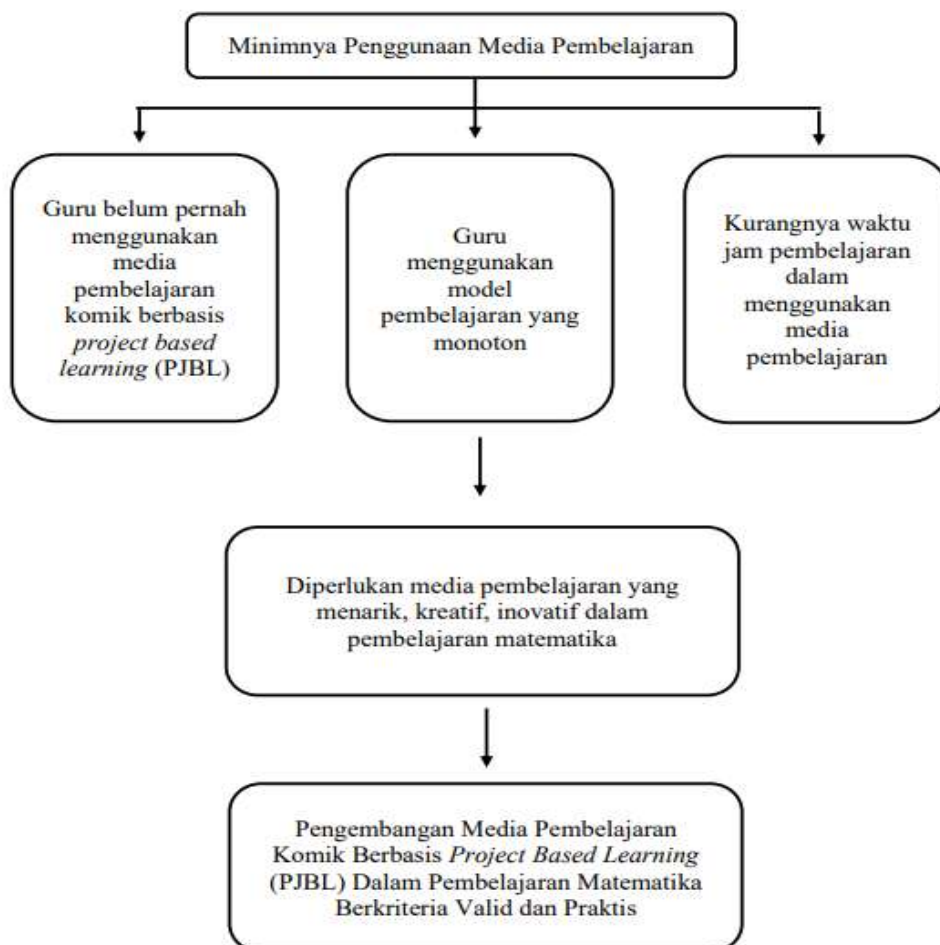 Minimnya Penggunaan Media Pembelajaran
Guru belum pernah
menggunakan
media
pembelajaran
komik berbasis
project based
learning (PJBL)
Guru
menggunakan
model
pembelajaran yang
monoton
Kurangnya waktu
jam pembelajaran
dalam
menggunakan
media
pembelajaran
Diperlukan media pembelajaran yang
menarik, kreatif, inovatif dalam
pembelajaran matematika
Pengembangan Media Pembelajaran
Komik Berbasis Project Based Learning
(PJBL) Dalam Pembelajaran Matematika
Berkriteria Valid dan Praktis